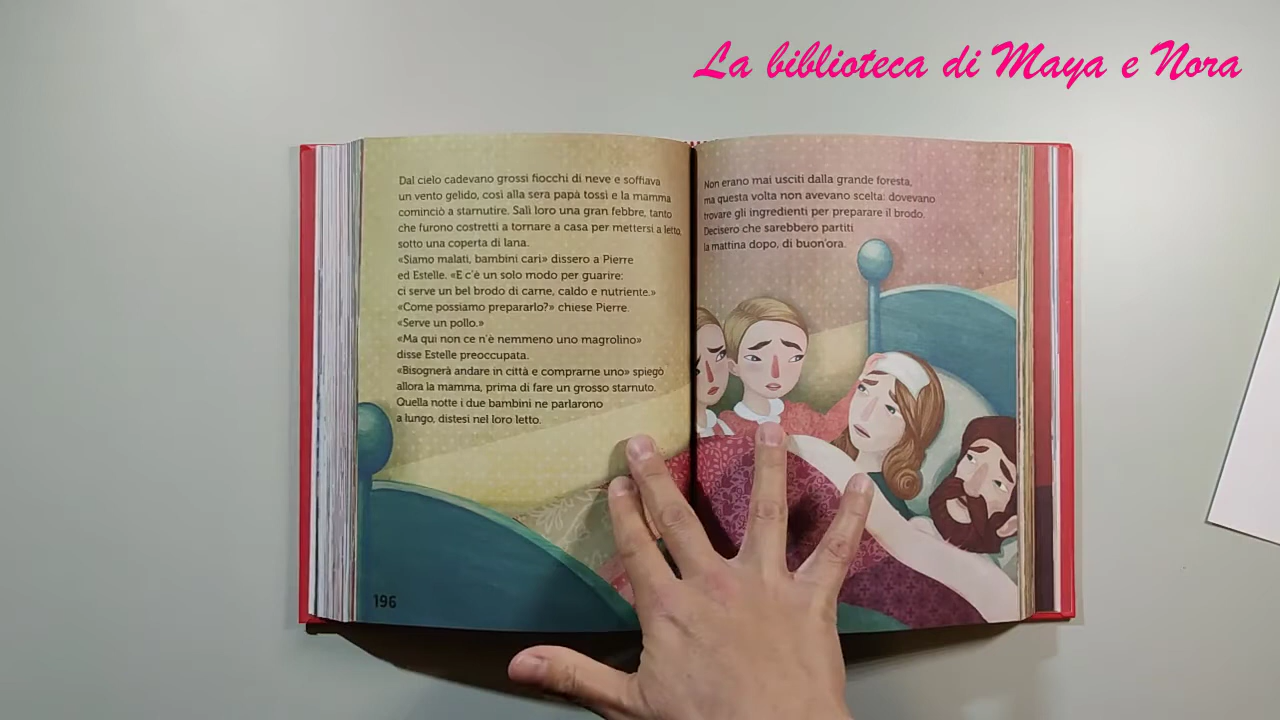 La biblioteca di Maya e Nora
Dal cielo cadevano grossi fiocchi di neve e soffiava
un vento gelido, così alla sera papà tossì e la mamma
cominciò a starnutire. Salì loro una gran febbre, tanto
che furono costretti a tornare a casa per mettersi a letto,
sotto una coperta di lana.
«Siamo malati, bambini cari» dissero a Pierre
ed Estelle. «E c'è un solo modo per guarire:
ci serve un bel brodo di carne, caldo e nutriente.»
«Come possiamo prepararlo?» chiese Pierre.
«Serve un pollo.»
«Ma qui non ce n'è nemmeno uno magrolino»
disse Estelle preoccupata.
«Bisognerà andare in città e comprarne uno» spiegò
allora la mamma, prima di fare un grosso starnuto.
Quella notte i due bambini ne parlarono
a lungo, distesi nel loro letto.
196
Non erano mai usciti dalla grande foresta,
ma questa volta non avevano scelta: dovevano
trovare gli ingredienti per preparare il brodo.
Decisero che sarebbero partiti
la mattina dopo, di buon'ora.